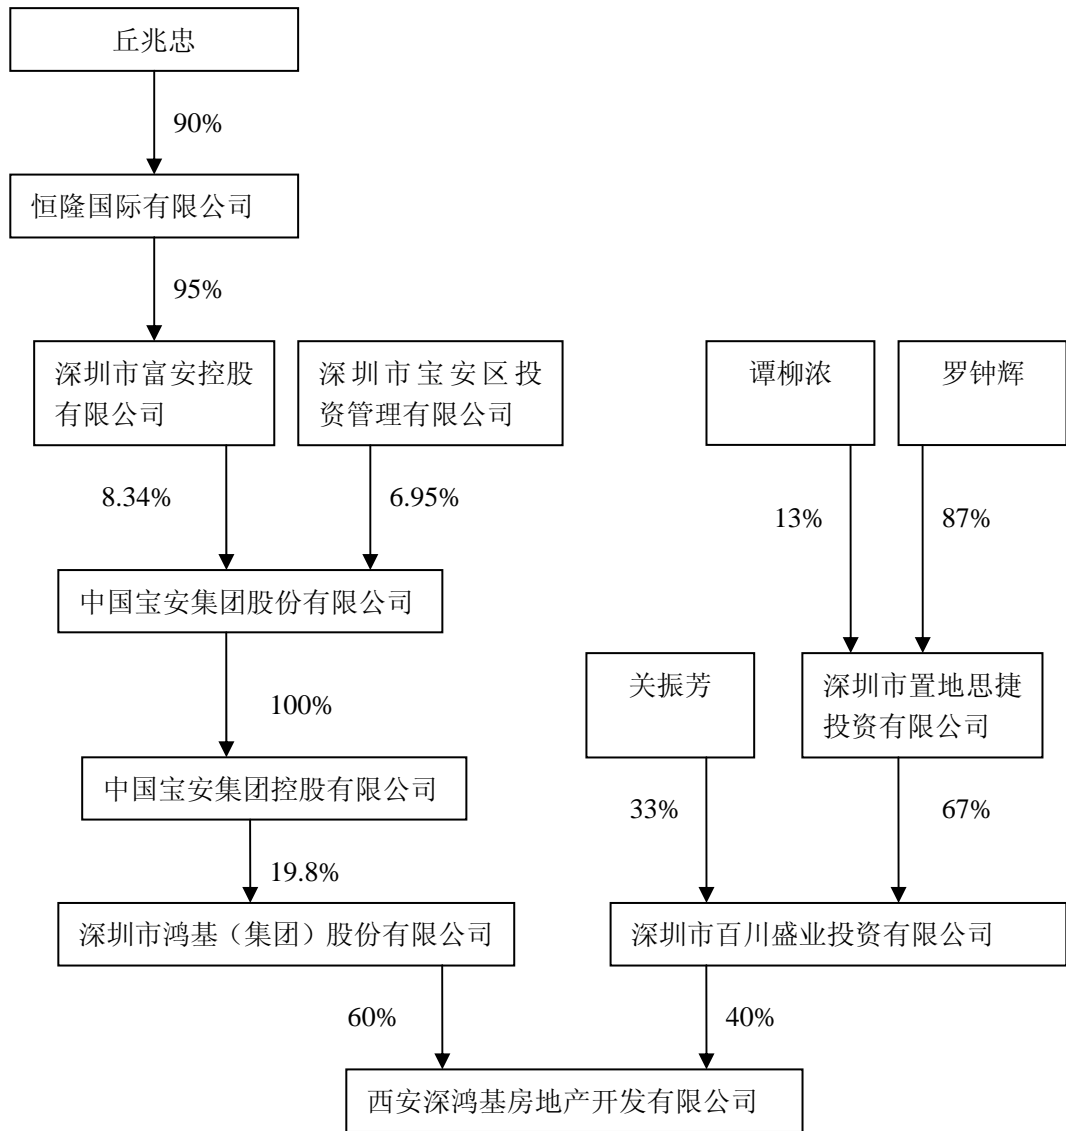 丘兆忠
90%
恒隆国际有限公司
95%
深圳市富安控股
有限公司
深圳市宝安区投
资管理有限公司
谭柳浓
罗钟辉
8.34%
6.95%
13%
87%
中国宝安集团股份有限公司
关振芳
深圳市置地思捷
投资有限公司
100%
中国宝安集团控股有限公司
33%
67%
19.8%
深圳市鸿基（集团）股份有限公司
深圳市百川盛业投资有限公司
60%
40%
西安深鸿基房地产开发有限公司